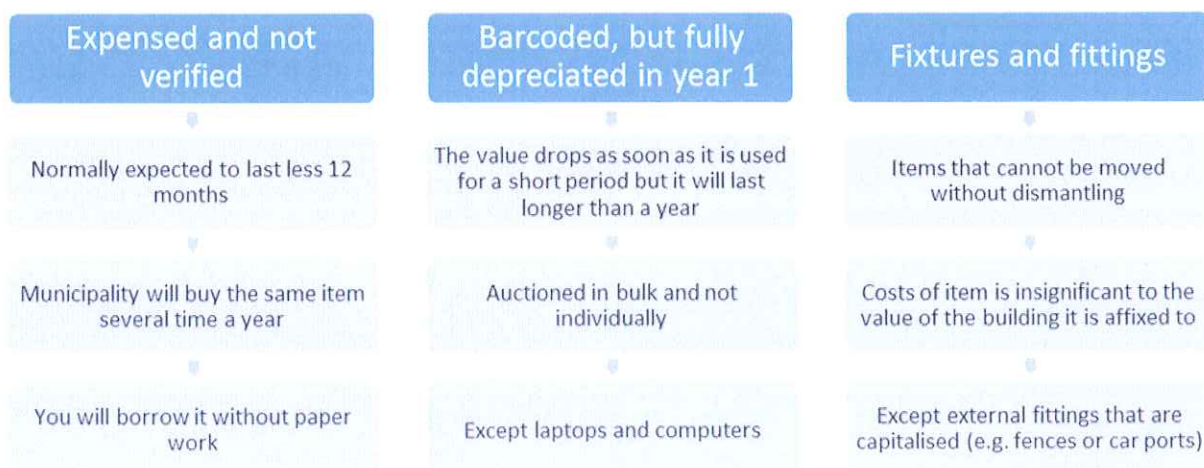 Expensed and not
verified
Normally expected to last less 12
months
Municipality will buy the same item
several time a year
You will borrow it without paper
work
Barcoded, but fully
depreciated in year 1
The value drops as soon as it is used
for a short period but it will last
longer than a year
Auctioned in bulk and not
individually
Except laptops and computers
Fixtures and fittings
Items that cannot be moved
without dismantling
Costs of item is insignificant to the
value of the building it is affixed to
Except external fittings that are
capitalised (e.g. fences or car ports)